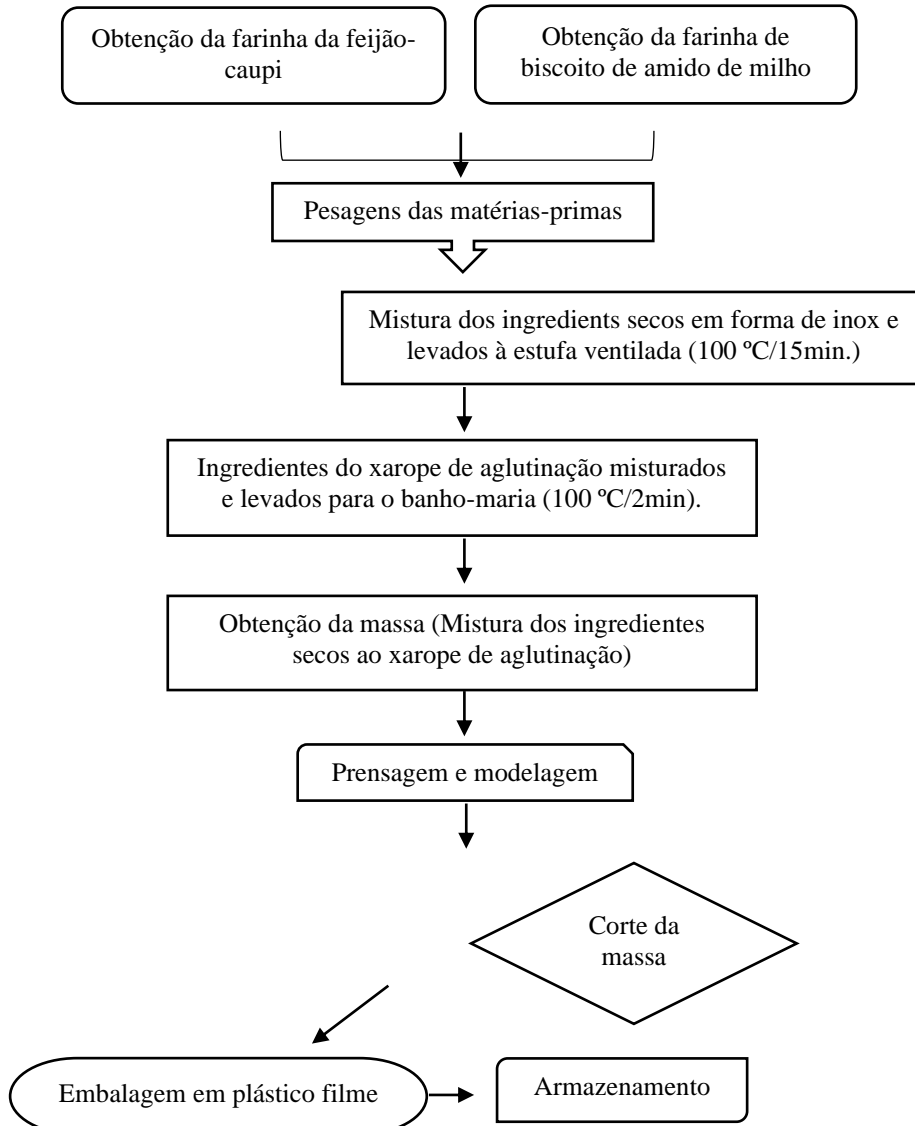 Obtenção da farinha da feijão-
caupi
Obtenção da farinha de
biscoito de amido de milho
Pesagens das matérias-primas
Mistura dos ingredients secos em forma de inox e
levados à estufa ventilada (100 ºC/15min.)
Ingredientes do xarope de aglutinação misturados
e levados para o banho-maria (100 ºC/2min).
Obtenção da massa (Mistura dos ingredientes
secos ao xarope de aglutinação)
Prensagem e modelagem
Corte da
massa
Embalagem em plástico filme
Armazenamento